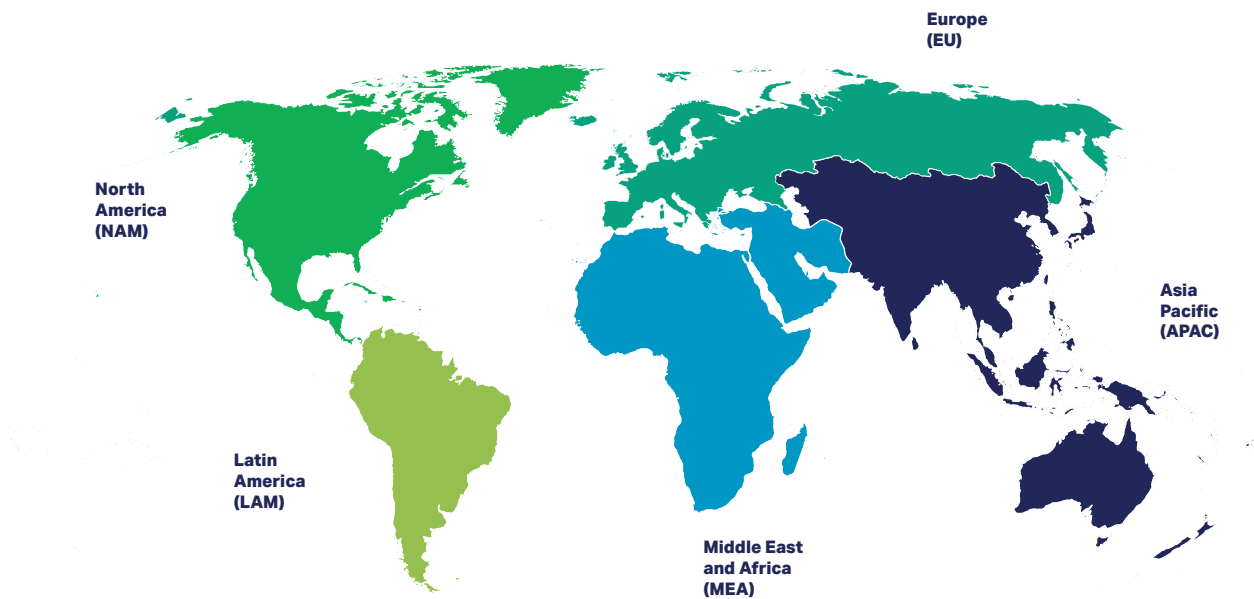 Europe
(EU)
North
America
(NAM)
Asia
Pacific
(APAC)
Latin
America
(LAM)
Middle East
and Africa
(MEA)